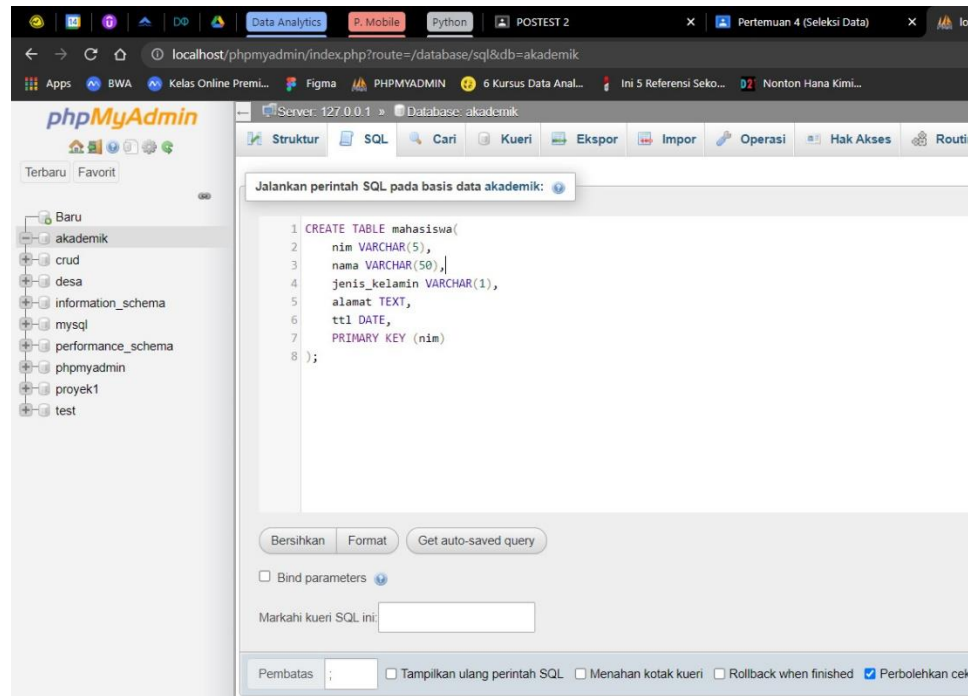 14
DΦ
Data Analytics
P. Mobile
Python
POSTEST 2
Pertemuan 4 (Seleksi Data)
lo
localhost/phpmyadmin/index.php?route=/database/sql&db=akademik
Apps
BWA
Kelas Online Premi...
Figma
PHPMYADMIN
6 Kursus Data Anal...
Ini 5 Referensi Seko...
Nonton Hana Kimi...
phpMyAdmin
Terbaru
Favorit
Baru
akademik
crud
desa
information_schema
mysql
performance_schema
phpmyadmin
proyek1
test
Server: 127.0.0.1 » Database: akademik
Struktur
SQL
Cari
Kueri
Ekspor
Impor
Operasi
Hak Akses
Routi
Jalankan perintah SQL pada basis data akademik:
1 CREATE TABLE mahasiswa(
2 nim VARCHAR(5),
3 nama VARCHAR(50),
4 jenis_kelamin VARCHAR(1),
5 alamat TEXT,
6 ttl DATE,
7 PRIMARY KEY (nim)
8 );
Bersihkan
Format
Get auto-saved query
Bind parameters
Markahi kueri SQL ini:
Pembatas
;
Tampilkan ulang perintah SQL
Menahan kotak kueri
Rollback when finished
Perbolehkan cek